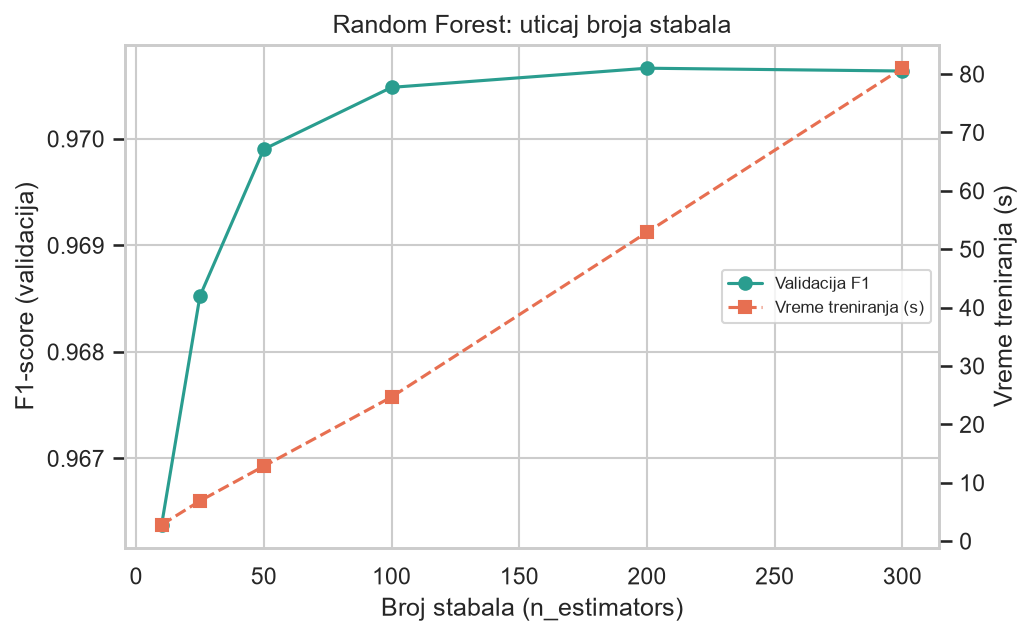 Random Forest: uticaj broja stabala
F1-score (validacija)
0.970
0.969
0.968
0.967
80
70
60
50
40
30
20
10
0
Vreme treniranja (s)
Validacija F1
Vreme treniranja (s)
0 50 100 150 200 250 300
Broj stabala (n_estimators)